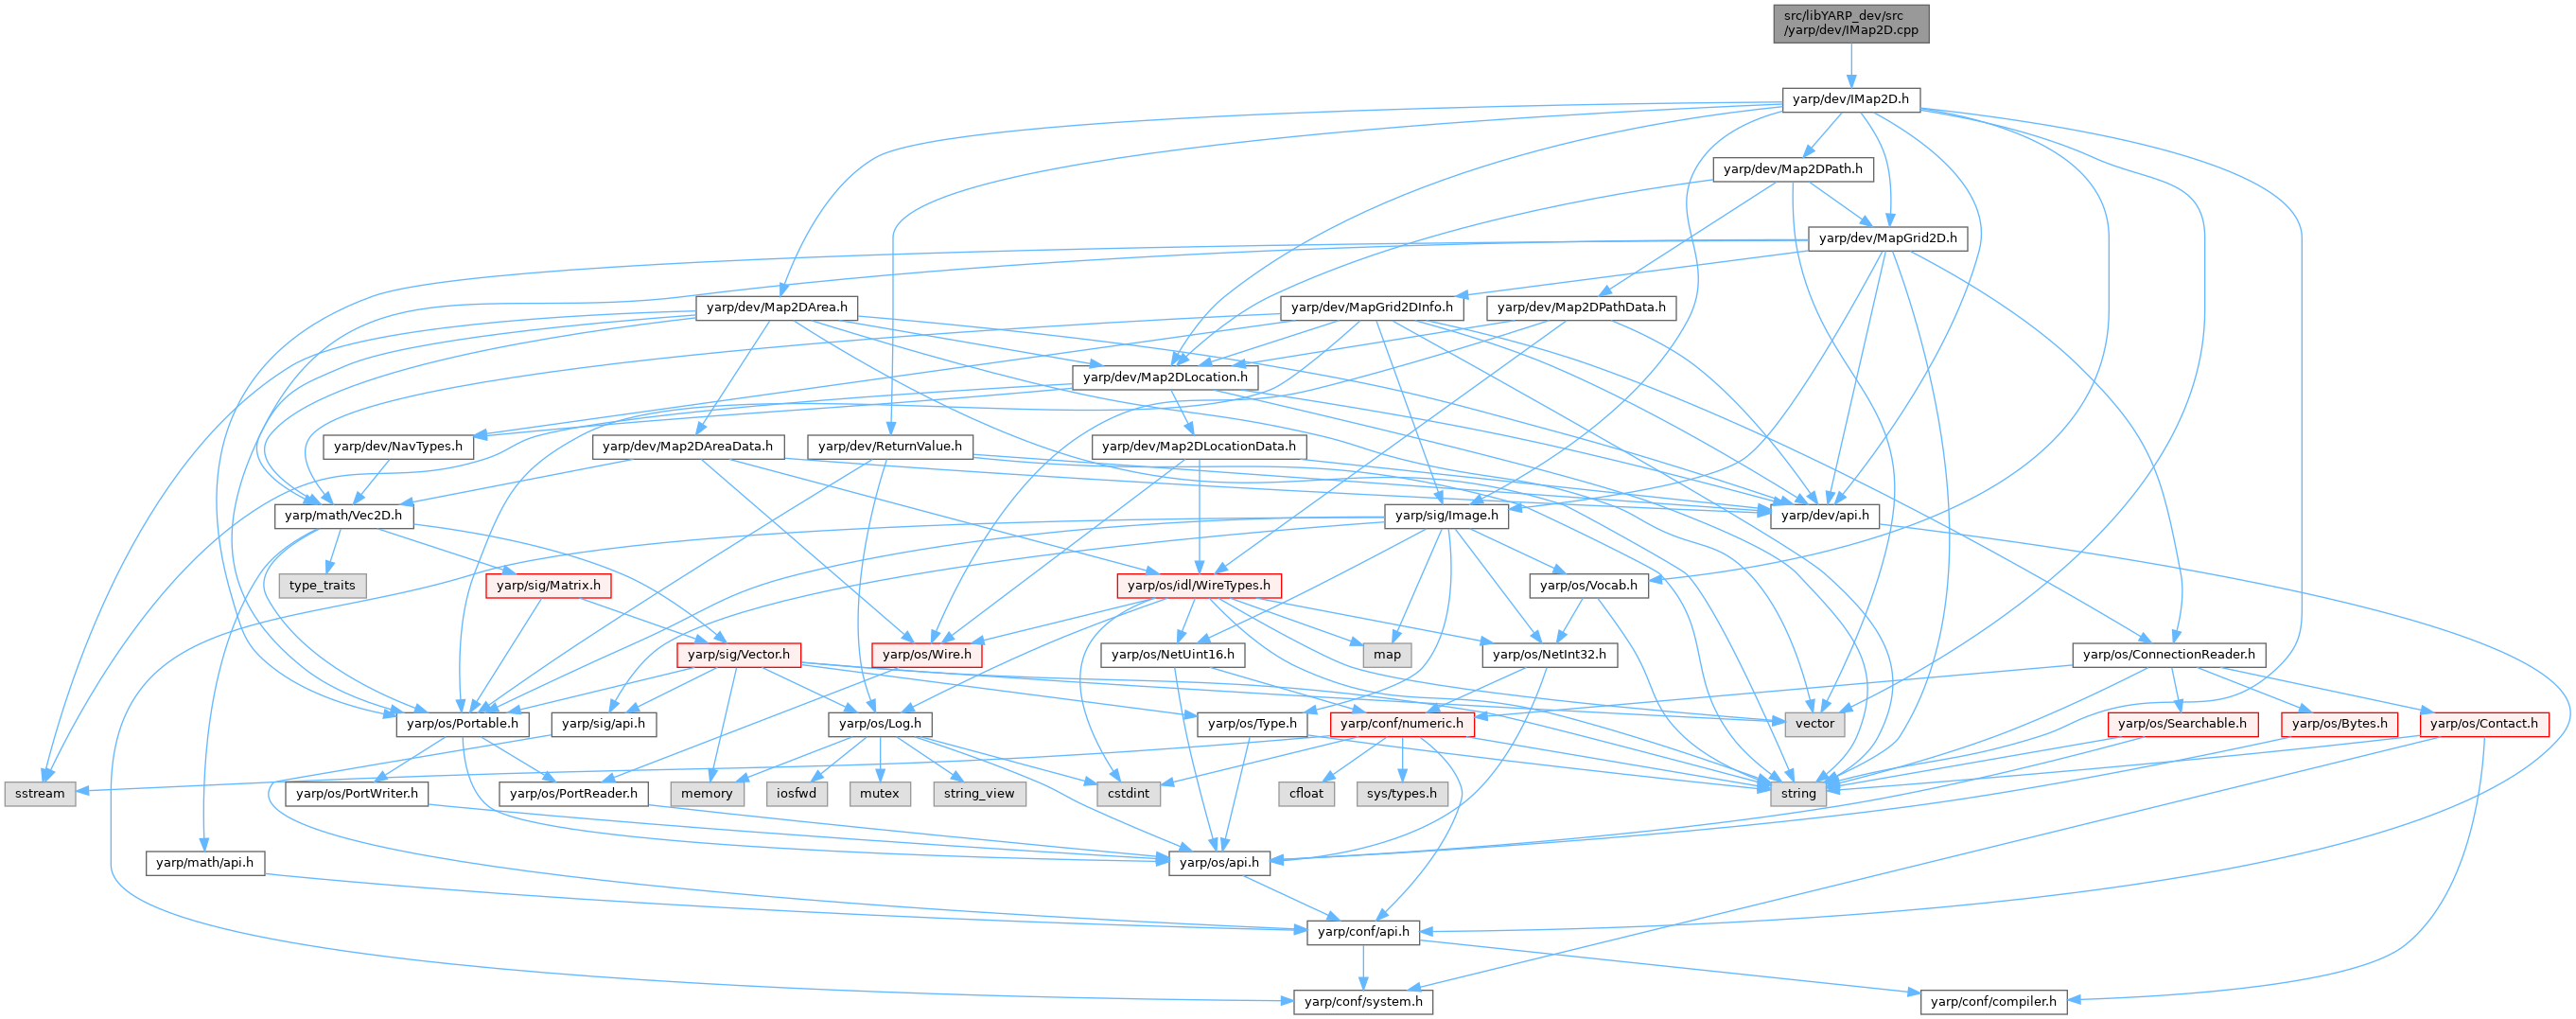 src/libYARP_dev/src
/yarp/dev/IMap2D.cpp
yarp/dev/IMap2D.h
yarp/dev/Map2DPath.h
yarp/dev/MapGrid2D.h
yarp/dev/Map2DArea.h
yarp/dev/MapGrid2DInfo.h
yarp/dev/Map2DPathData.h
yarp/dev/Map2DLocation.h
yarp/dev/NavTypes.h
yarp/dev/Map2DAreaData.h
yarp/dev/ReturnValue.h
yarp/dev/Map2DLocationData.h
yarp/math/Vec2D.h
yarp/sig/Image.h
yarp/dev/api.h
type_traits
yarp/sig/Matrix.h
yarp/os/idl/WireTypes.h
yarp/os/Vocab.h
yarp/sig/Vector.h
yarp/os/Wire.h
yarp/os/NetUint16.h
map
yarp/os/NetInt32.h
yarp/os/ConnectionReader.h
yarp/os/Portable.h
yarp/sig/api.h
yarp/os/Log.h
yarp/os/Type.h
yarp/conf/numeric.h
vector
yarp/os/Searchable.h
yarp/os/Bytes.h
yarp/os/Contact.h
sstream
yarp/os/PortWriter.h
yarp/os/PortReader.h
memory
iosfwd
mutex
string_view
cstdint
cfloat
sys/types.h
string
yarp/math/api.h
yarp/os/api.h
yarp/conf/api.h
yarp/conf/system.h
yarp/conf/compiler.h